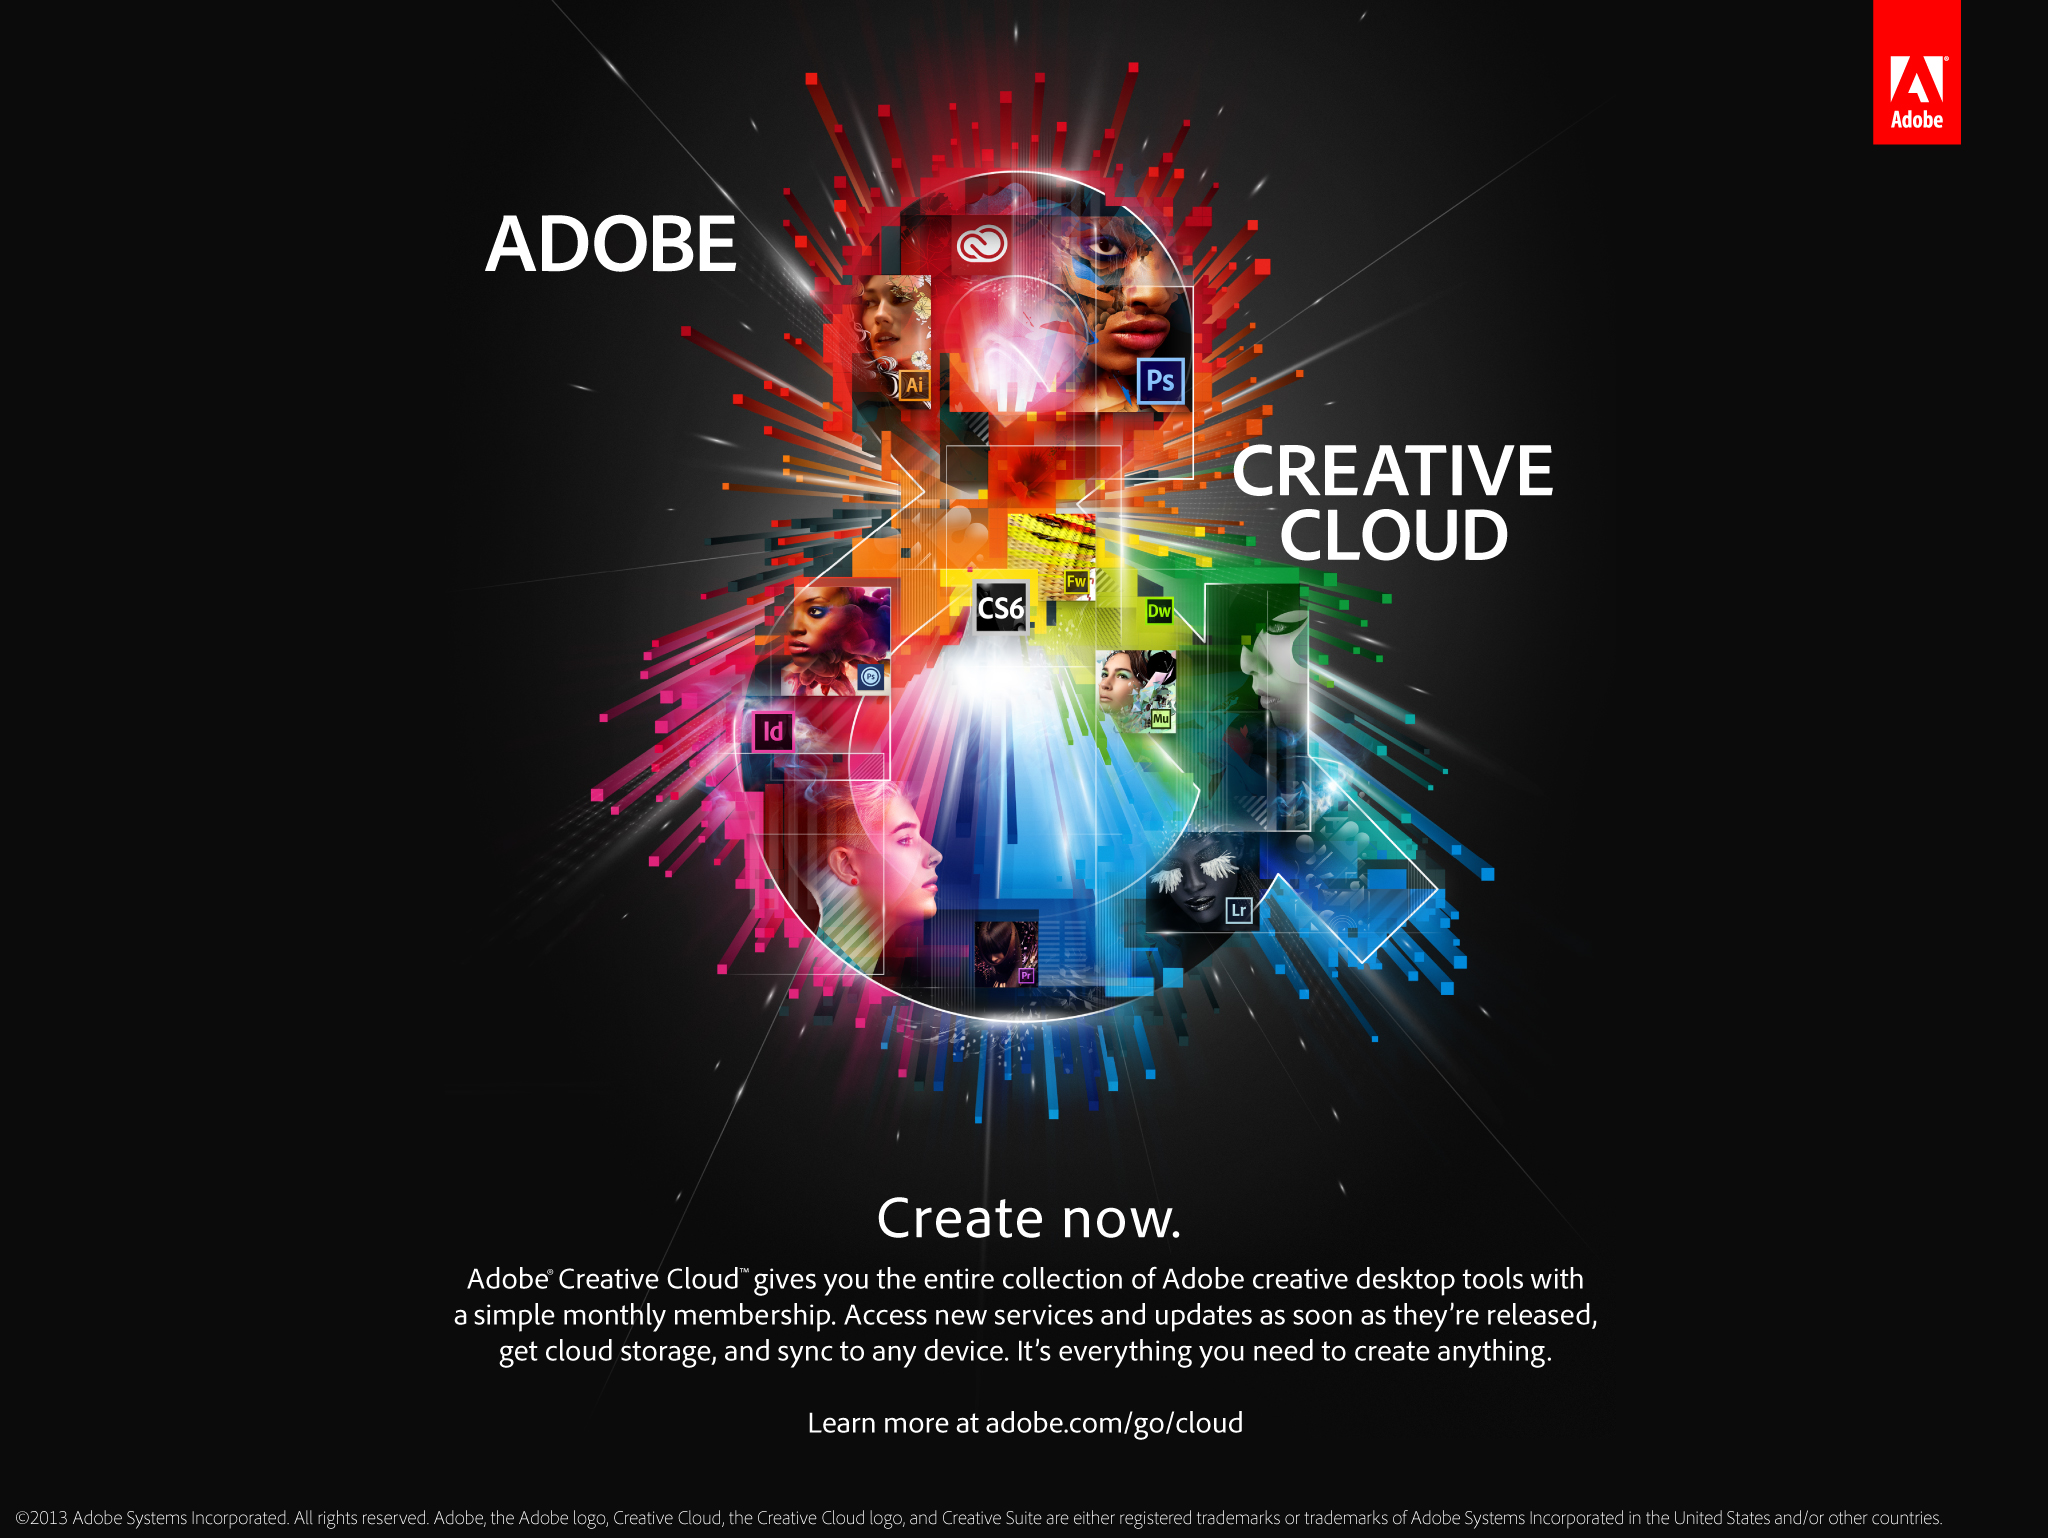 Adobe
ADOBE
Ai
Ps
CREATIVE
CLOUD
Fw
CS6
Dw
Ps
Mu
Id
Lr
Pr
Create now.
Adobe® Creative Cloud™ gives you the entire collection of Adobe creative desktop tools with
a simple monthly membership. Access new services and updates as soon as they’re released,
get cloud storage, and sync to any device. It’s everything you need to create anything.
Learn more at adobe.com/go/cloud
©2013 Adobe Systems Incorporated. All rights reserved. Adobe, the Adobe logo, Creative Cloud, the Creative Cloud logo, and Creative Suite are either registered trademarks or trademarks of Adobe Systems Incorporated in the United States and/or other countries.